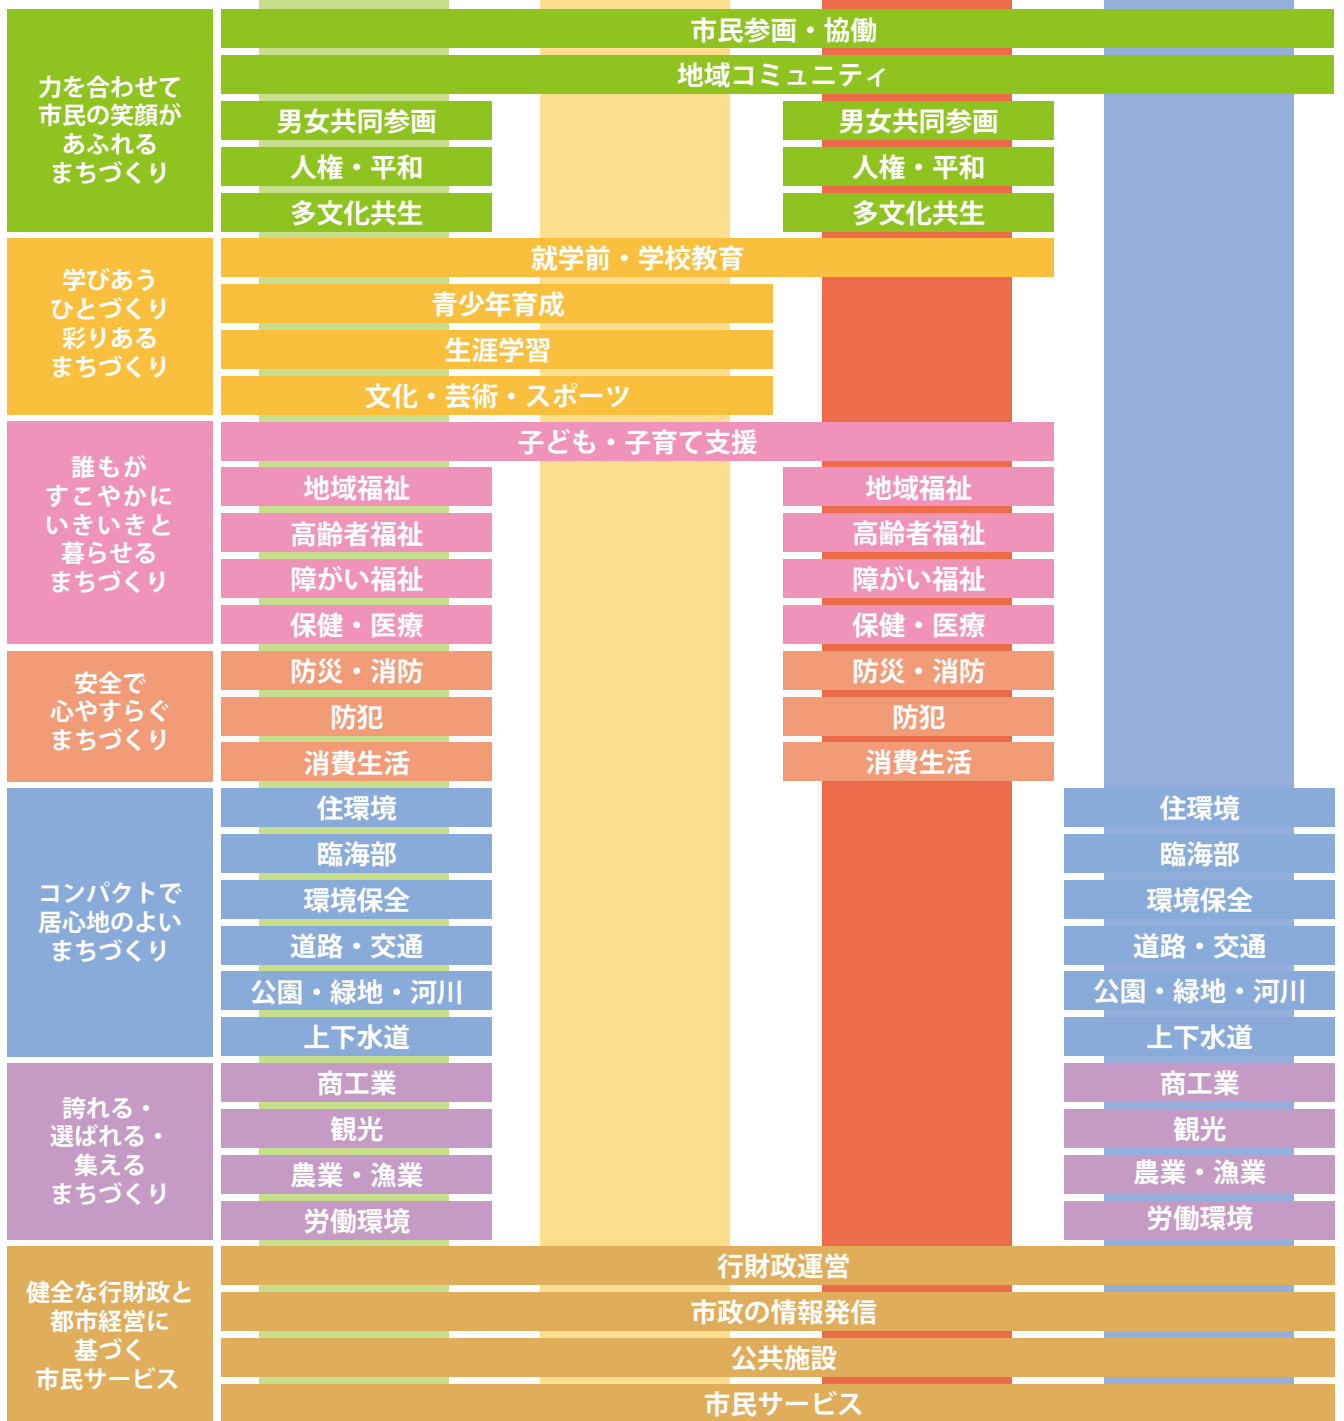 力を合わせて
市民の笑顔が
あふれる
まちづくり
市民参画・協働
地域コミュニティ
男女共同参画
男女共同参画
人権・平和
人権・平和
多文化共生
多文化共生
学びあう
ひとづくり
彩りある
まちづくり
就学前・学校教育
青少年育成
生涯学習
文化・芸術・スポーツ
誰もが
すこやかに
いきいきと
暮らせる
まちづくり
子ども・子育て支援
地域福祉
地域福祉
高齢者福祉
高齢者福祉
障がい福祉
障がい福祉
保健・医療
保健・医療
安全で
心やすらぐ
まちづくり
防災・消防
防災・消防
防犯
防犯
消費生活
消費生活
コンパクトで
居心地のよい
まちづくり
住環境
住環境
臨海部
臨海部
環境保全
環境保全
道路・交通
道路・交通
公園・緑地・河川
公園・緑地・河川
上下水道
上下水道
誇れる・
選ばれる・
集える
まちづくり
商工業
商工業
観光
観光
農業・漁業
農業・漁業
労働環境
労働環境
健全な行財政と
都市経営に
基づく
市民サービス
行財政運営
市政の情報発信
公共施設
市民サービス